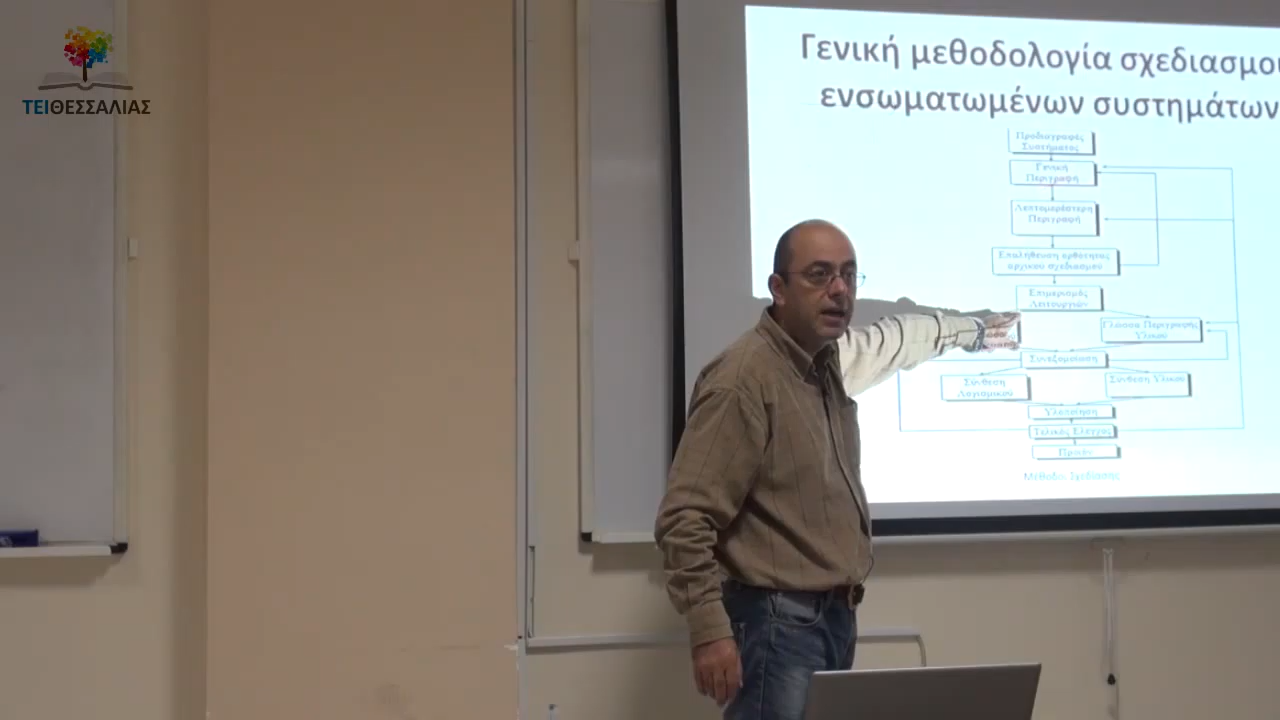 ΤΕΙΘΕΣΣΑΛΙΑΣ
Γενική μεθοδολογία σχεδιασμού
ενσωματωμένων συστημάτων
Προδιαγραφές
Συστήματος
Γενική
Περιγραφή
Λεπτομερέστερη
Περιγραφή
Επαλήθευση ορθότητας
αρχικού σχεδιασμού
Επιμερισμός
Λειτουργιών
Γλώσσα Περιγραφής
Υλικού
Συνεξομοίωση
Σύνθεση
Λογισμικού
Σύνθεση Υλικού
Υλοποίηση
Τελικός Έλεγχος
Προϊόν
Μέθοδοι Σχεδίασης